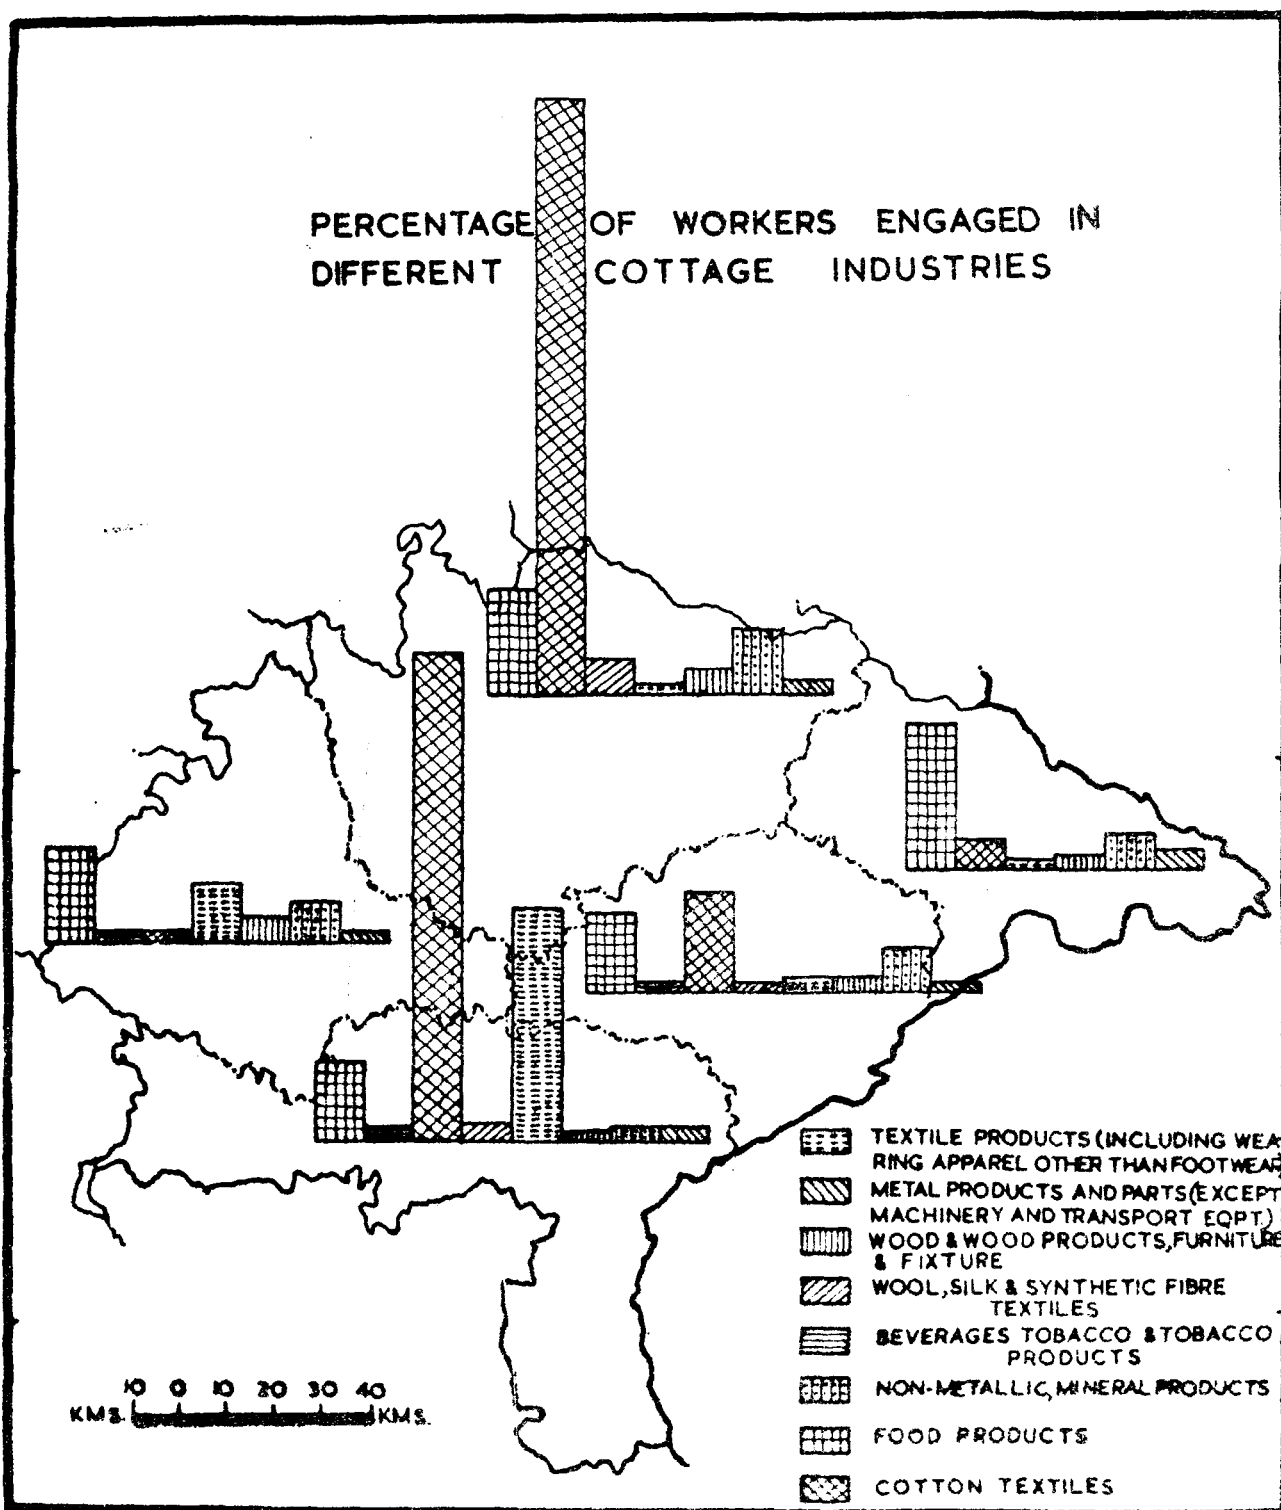 PERCENTAGE OF WORKERS ENGAGED IN
DIFFERENT COTTAGE INDUSTRIES
TEXTILE PRODUCTS (INCLUDING WEA
RING APPAREL OTHER THAN FOOTWEAR)
METAL PRODUCTS AND PARTS (EXCEPT
MACHINERY AND TRANSPORT EQPT.)
WOOD & WOOD PRODUCTS, FURNITURE
& FIXTURE
WOOL, SILK & SYNTHETIC FIBRE
TEXTILES
BEVERAGES TOBACCO & TOBACCO
PRODUCTS
NON-METALLIC, MINERAL PRODUCTS
FOOD PRODUCTS
COTTON TEXTILES
10 0 10 20 30 40
KMS. KMS.